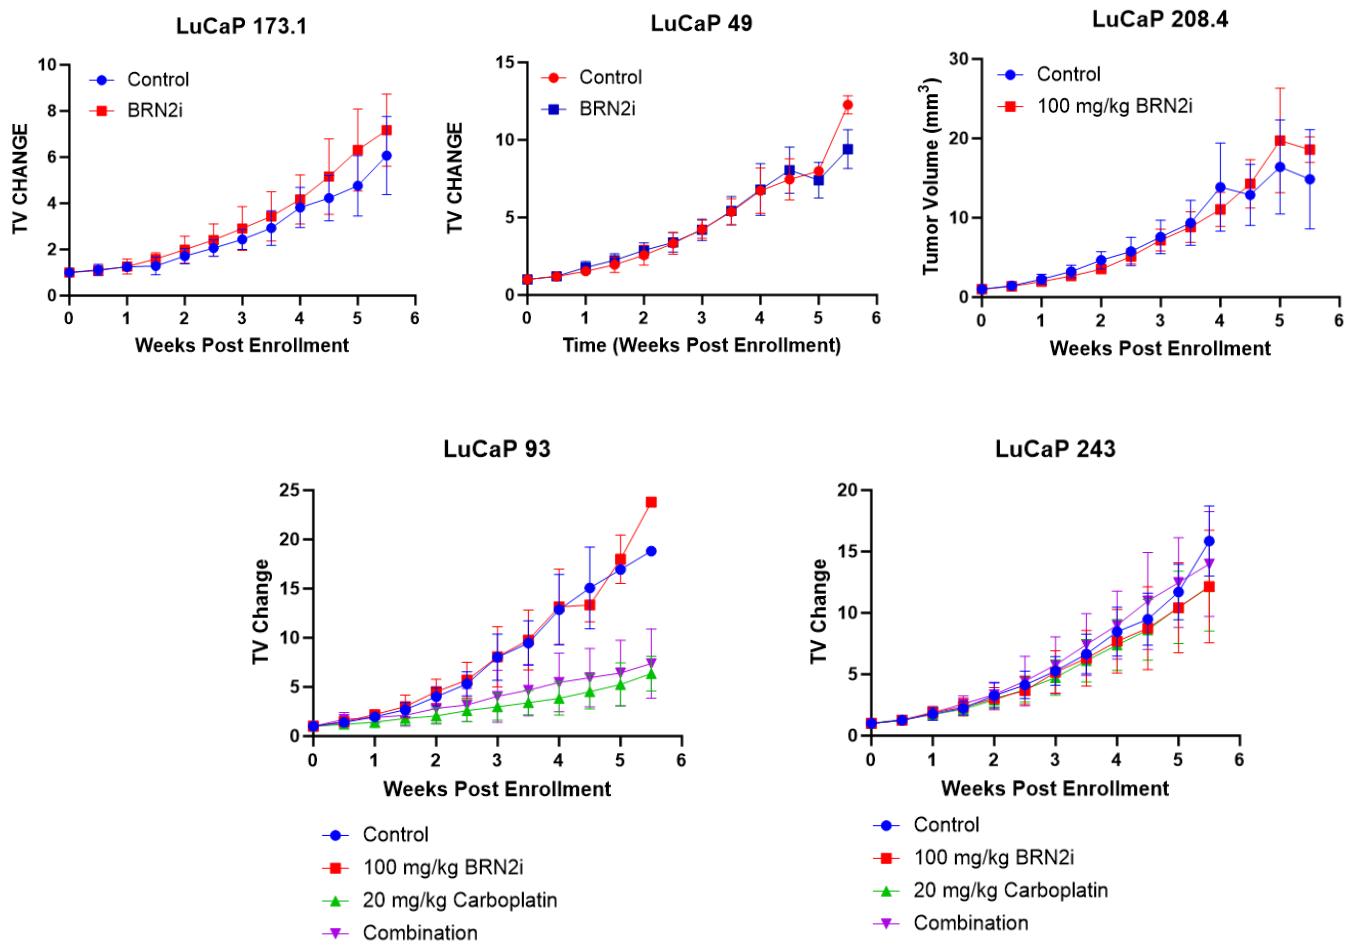 LuCaP 173.1
10
8
6
4
2
0
TV CHANGE
Control
BRN2i
0 1 2 3 4 5 6
Weeks Post Enrollment
LuCaP 49
15
10
5
0
TV CHANGE
Control
BRN2i
0 1 2 3 4 5 6
Time (Weeks Post Enrollment)
LuCaP 208.4
30
20
10
0
Tumor Volume (mm³)
Control
100 mg/kg BRN2i
0 1 2 3 4 5 6
Weeks Post Enrollment
LuCaP 93
25
20
15
10
5
0
TV Change
0 1 2 3 4 5 6
Weeks Post Enrollment
Control
100 mg/kg BRN2i
20 mg/kg Carboplatin
Combination
LuCaP 243
20
15
10
5
0
TV Change
0 1 2 3 4 5 6
Weeks Post Enrollment
Control
100 mg/kg BRN2i
20 mg/kg Carboplatin
Combination